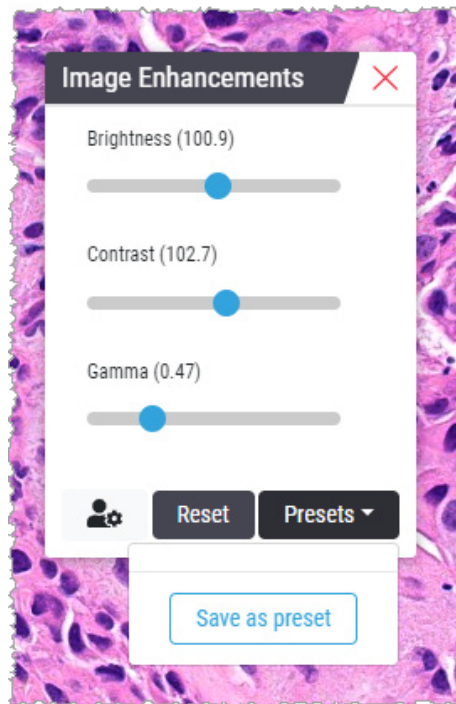 Image Enhancements
Brightness (100.9)
Contrast (102.7)
Gamma (0.47)
Reset Presets
Save as preset